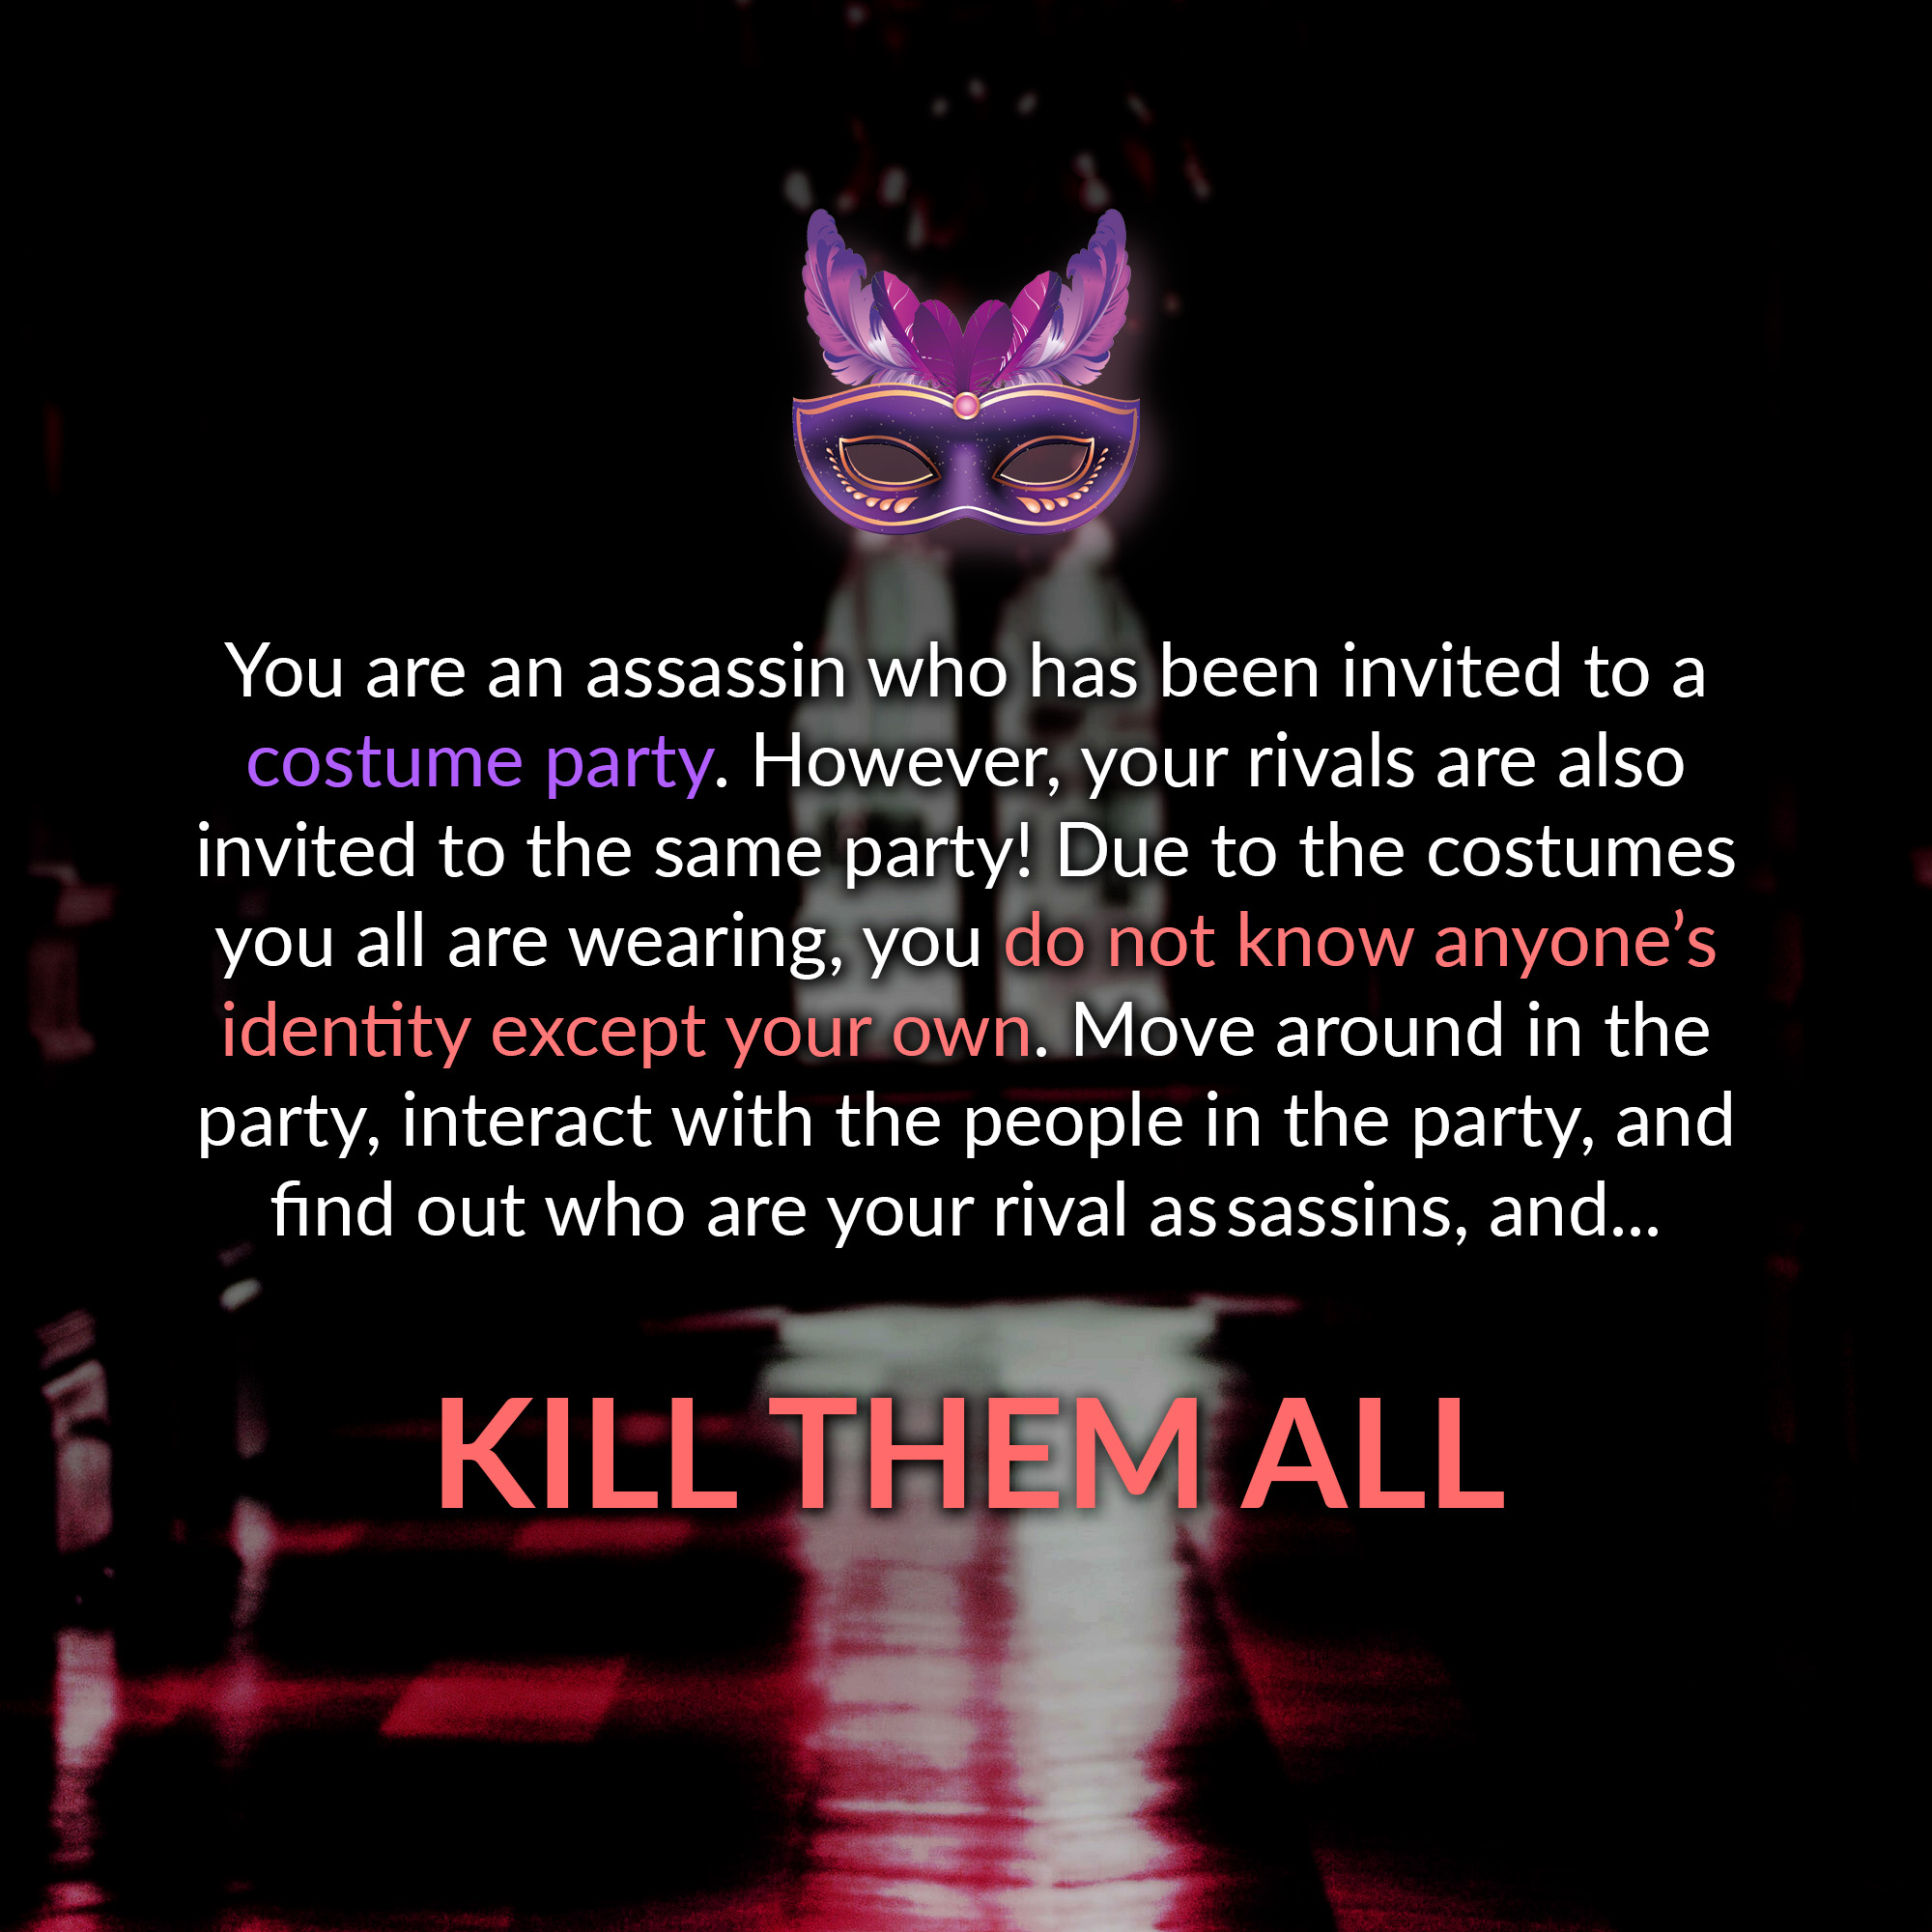 You are an assassin who has been invited to a
costume party. However, your rivals are also
invited to the same party! Due to the costumes
you all are wearing, you do not know anyone’s
identity except your own. Move around in the
party, interact with the people in the party, and
find out who are your rival assassins, and...
KILL THEM ALL